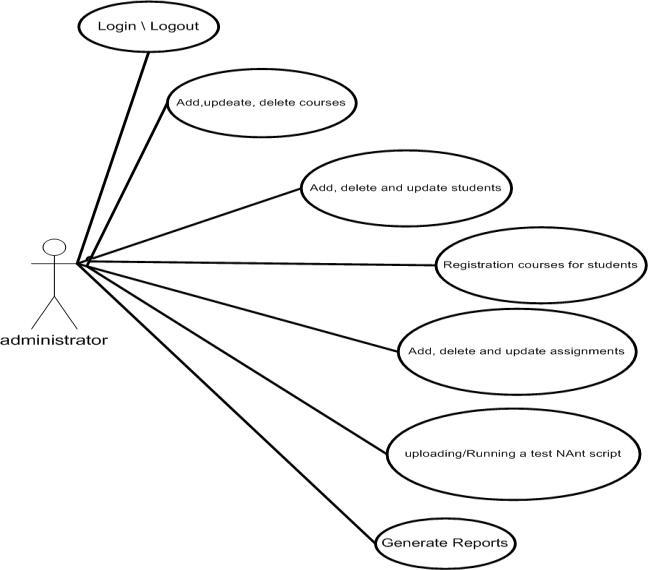 Login \ Logout
Add,updeate, delete courses
Add, delete and update students
Registration courses for students
administrator
Add, delete and update assignments
uploading/Running a test NAnt script
Generate Reports